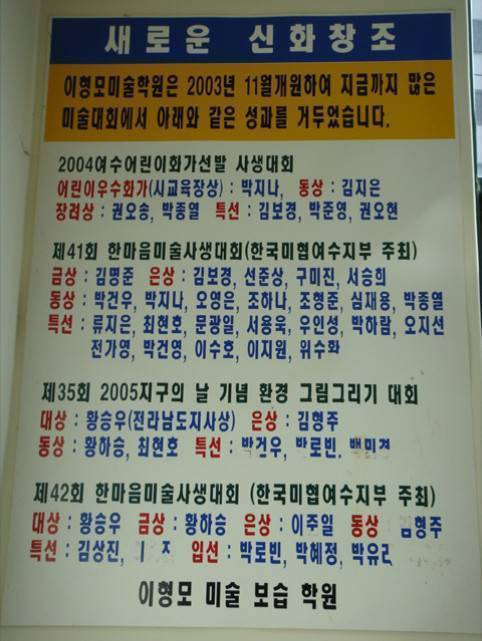 새로운 신화창조
이형모미술학원은 2003년 11월개원하여 지금까지 많은
미술대회에서 아래와 같은 성과를 거두었습니다.
2004여수어린이화가선발 사생대회
어린이우수화가(시교육장상) : 박지나, 동상 : 김지은
장려상 : 권오송, 박종열 특선 : 김보경, 박준영, 권오현
제41회 한마음미술사생대회(한국미협여수지부 주최)
금상 : 김명준 은상 : 김보경, 선준상, 구미진, 서승희
동상 : 박건우, 박지나, 오영은, 조하나, 조형준, 심재용, 박종열
특선 : 류지은, 최현호, 문광일, 서용욱, 우인성, 박하람, 오지선
전가영, 박건영, 이수호, 이지원, 위수화
제35회 2005지구의 날 기념 환경 그림그리기 대회
대상 : 황승우(전라남도지사상) 은상 : 김형주
동상 : 황하승, 최현호 특선 : 박건우, 박로빈,
제42회 한마음미술사생대회 (한국미협여수지부 주최)
대상 : 황승우 금상 : 황하승 은상 : 이주일 동상 : 김형주
특선 : 김상진, 입선 : 박로빈, 박혜정,
이형모 미술 보습 학원